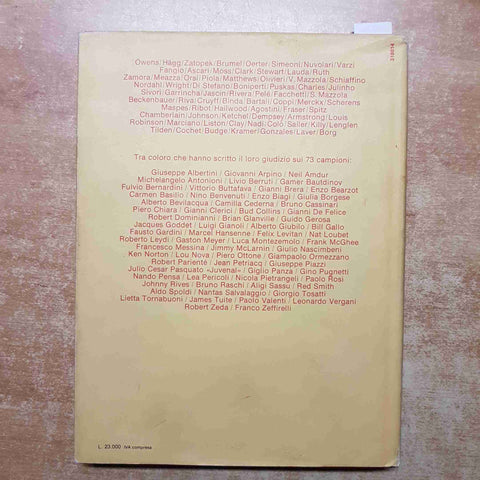 Owens/Hägg/Zatopek/Brumel/Oerter/Simeoni/Nuvolari/Varzi
Fangio/Ascari/Moss/Clark/Stewart/Lauda/Ruth
Zamora/Meazza/Orsi/Piola/Matthews/Olivieri/V. Mazzola/Schiaffino
Nordahl/Wright/Di Stefano/Boniperti/Puskas/Charles/Julinho
Sivori/Garrincha/Jascin/Rivera/Pelé/Facchetti/S. Mazzola
Beckenbauer/Riva/Cruyff/Binda/Bartali/Coppi/Merckx/Scherens
Maspes/Ribot/Hailwood/Agostini/Fraser/Spitz
Chamberlain/Johnson/Ketchel/Dempsey/Armstrong/Louis
Robinson/Marciano/Liston/Clay/Nadi/Colò/Sailer/Killy/Lenglen
Tilden/Cochet/Budge/Kramer/Gonzales/Laver/Borg
Tra coloro che hanno scritto il loro giudizio sui 73 campioni:
Giuseppe Albertini/Giovanni Arpino/Neil Amdur
Michelangelo Antonioni/Livio Berruti/Gamer Bautdinov
Fulvio Bernardini/Vittorio Buttafava/Gianni Brera/Enzo Bearzot
Carmen Basilio/Nino Benvenuti/Enzo Biagi/Giulia Borgese
Alberto Bevilacqua/Camilla Cederna/Bruno Cassinari
Piero Chiara/Gianni Clerici/Bud Collins/Gianni De Felice
Robert Dominianni/Brian Glanville/Guido Gerosa
Jacques Goddet/Luigi Gianoli/Alberto Giubilo/Bill Gallo
Fausto Gardini/Marcel Hansenne/Felix Levitan/Nat Loubet
Roberto Leydi/Gaston Meyer/Luca Montezemolo/Frank McGhee
Francesco Messina/Jimmy McLarnin/Giulio Nascimbeni
Ken Norton/Lou Nova/Piero Ottone/Giampaolo Ormezzano
Robert Parienté/Jean Petriacq/Giuseppe Piazzi
Julio Cesar Pasquato «Juvenal»/Giglio Panza/Gino Pugnetti
Nando Pensa/Lea Pericoli/Nicola Pietrangeli/Paolo Rosi
Johnny Rives/Bruno Raschi/Aligi Sassu/Red Smith
Aldo Spoldi/Nantas Salvalaggio/Giorgio Tosatti
Lietta Tornabuoni/James Tuite/Paolo Valenti/Leonardo Vergani
Robert Zeda/Franco Zeffirelli
L. 23.000 IVA compresa